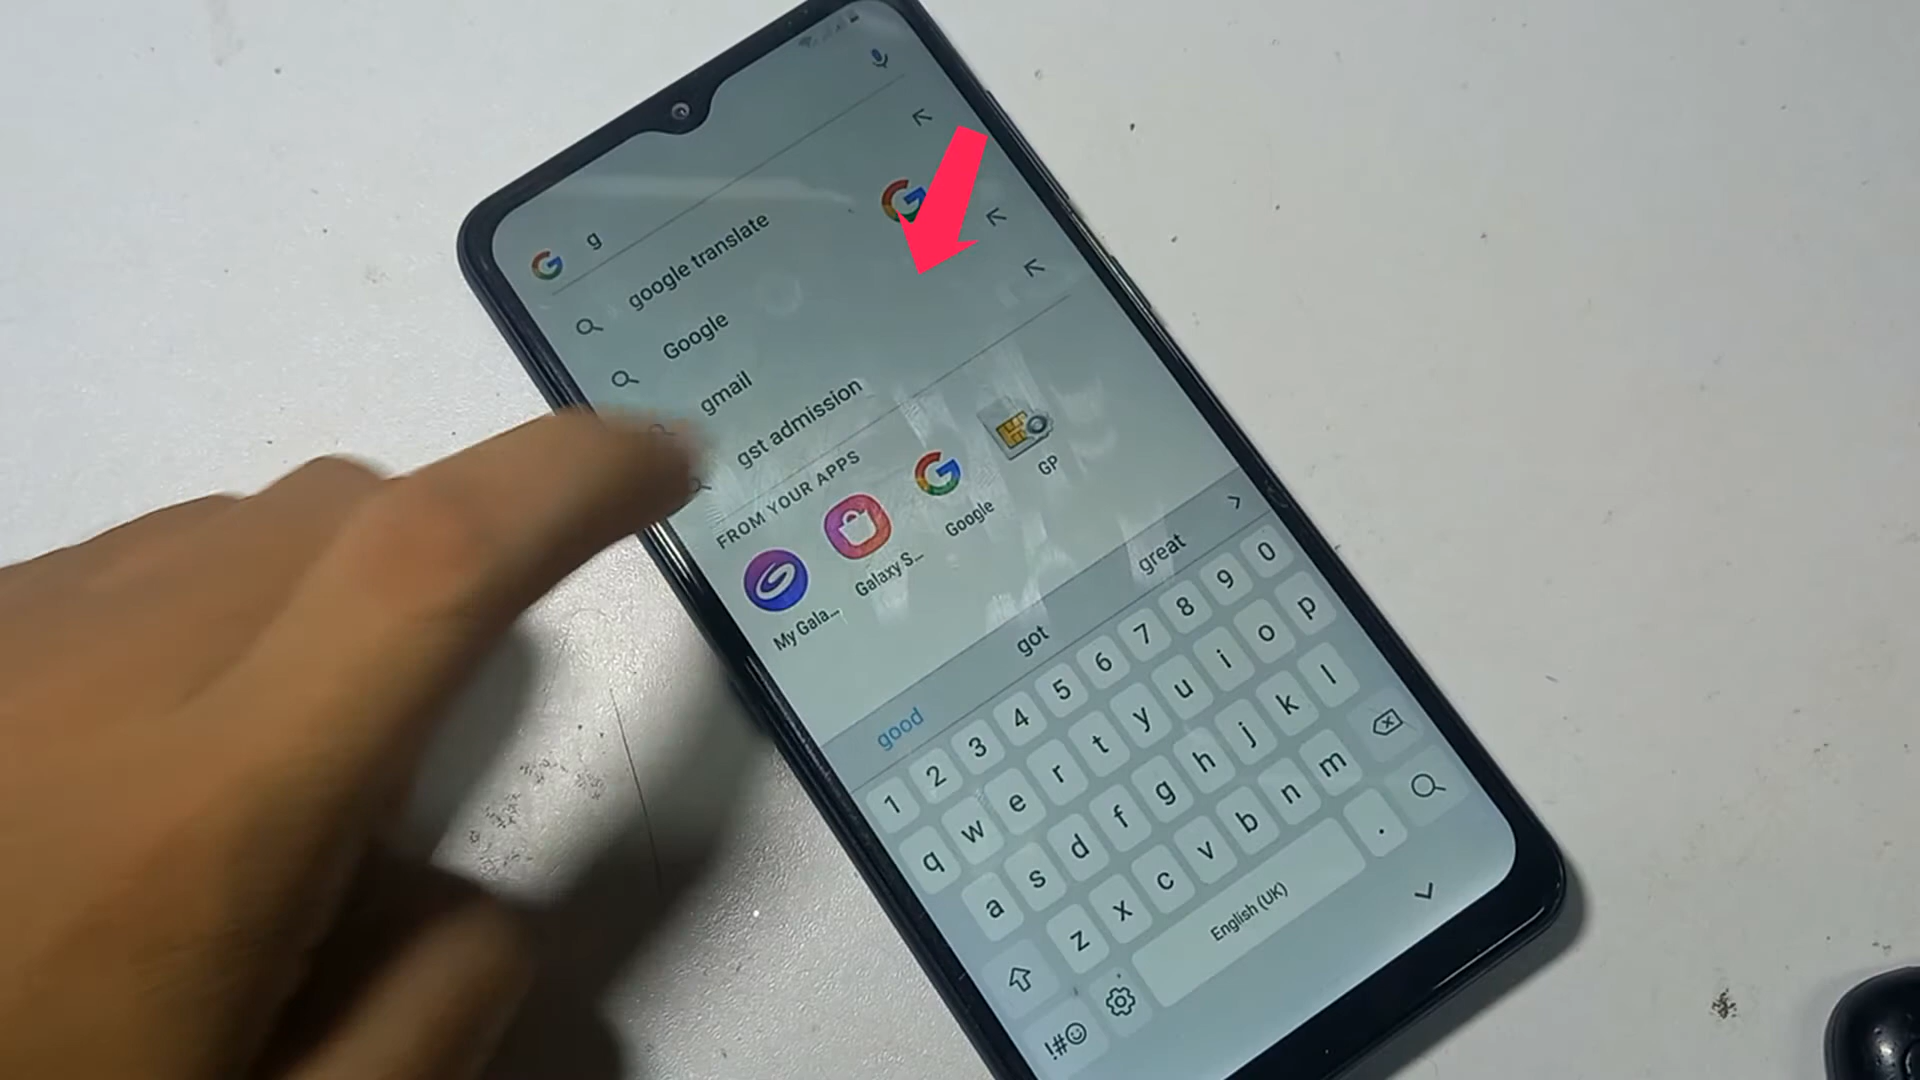 g
google translate
Google
gmail
gst admission
FROM YOUR APPS
My Gala...
Galaxy S...
Google
GP
good
got
great
1 2 3 4 5 6 7 8 9 0
q w e r t y u i o p
a s d f g h j k l
z x c v b n m
!#
English (UK)
.